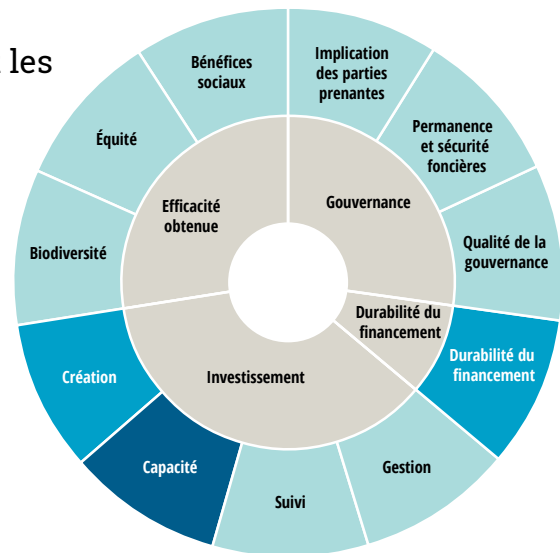 les
Bénéfices
sociaux
Implication
des parties
prenantes
Permanence
et sécurité
foncières
Qualité de la
gouvernance
Durabilité du
financement
Gestion
Suivi
Capacité
Création
Biodiversité
Équité
Efficacité
obtenue
Gouvernance
Durabilité du
financement
Investissement